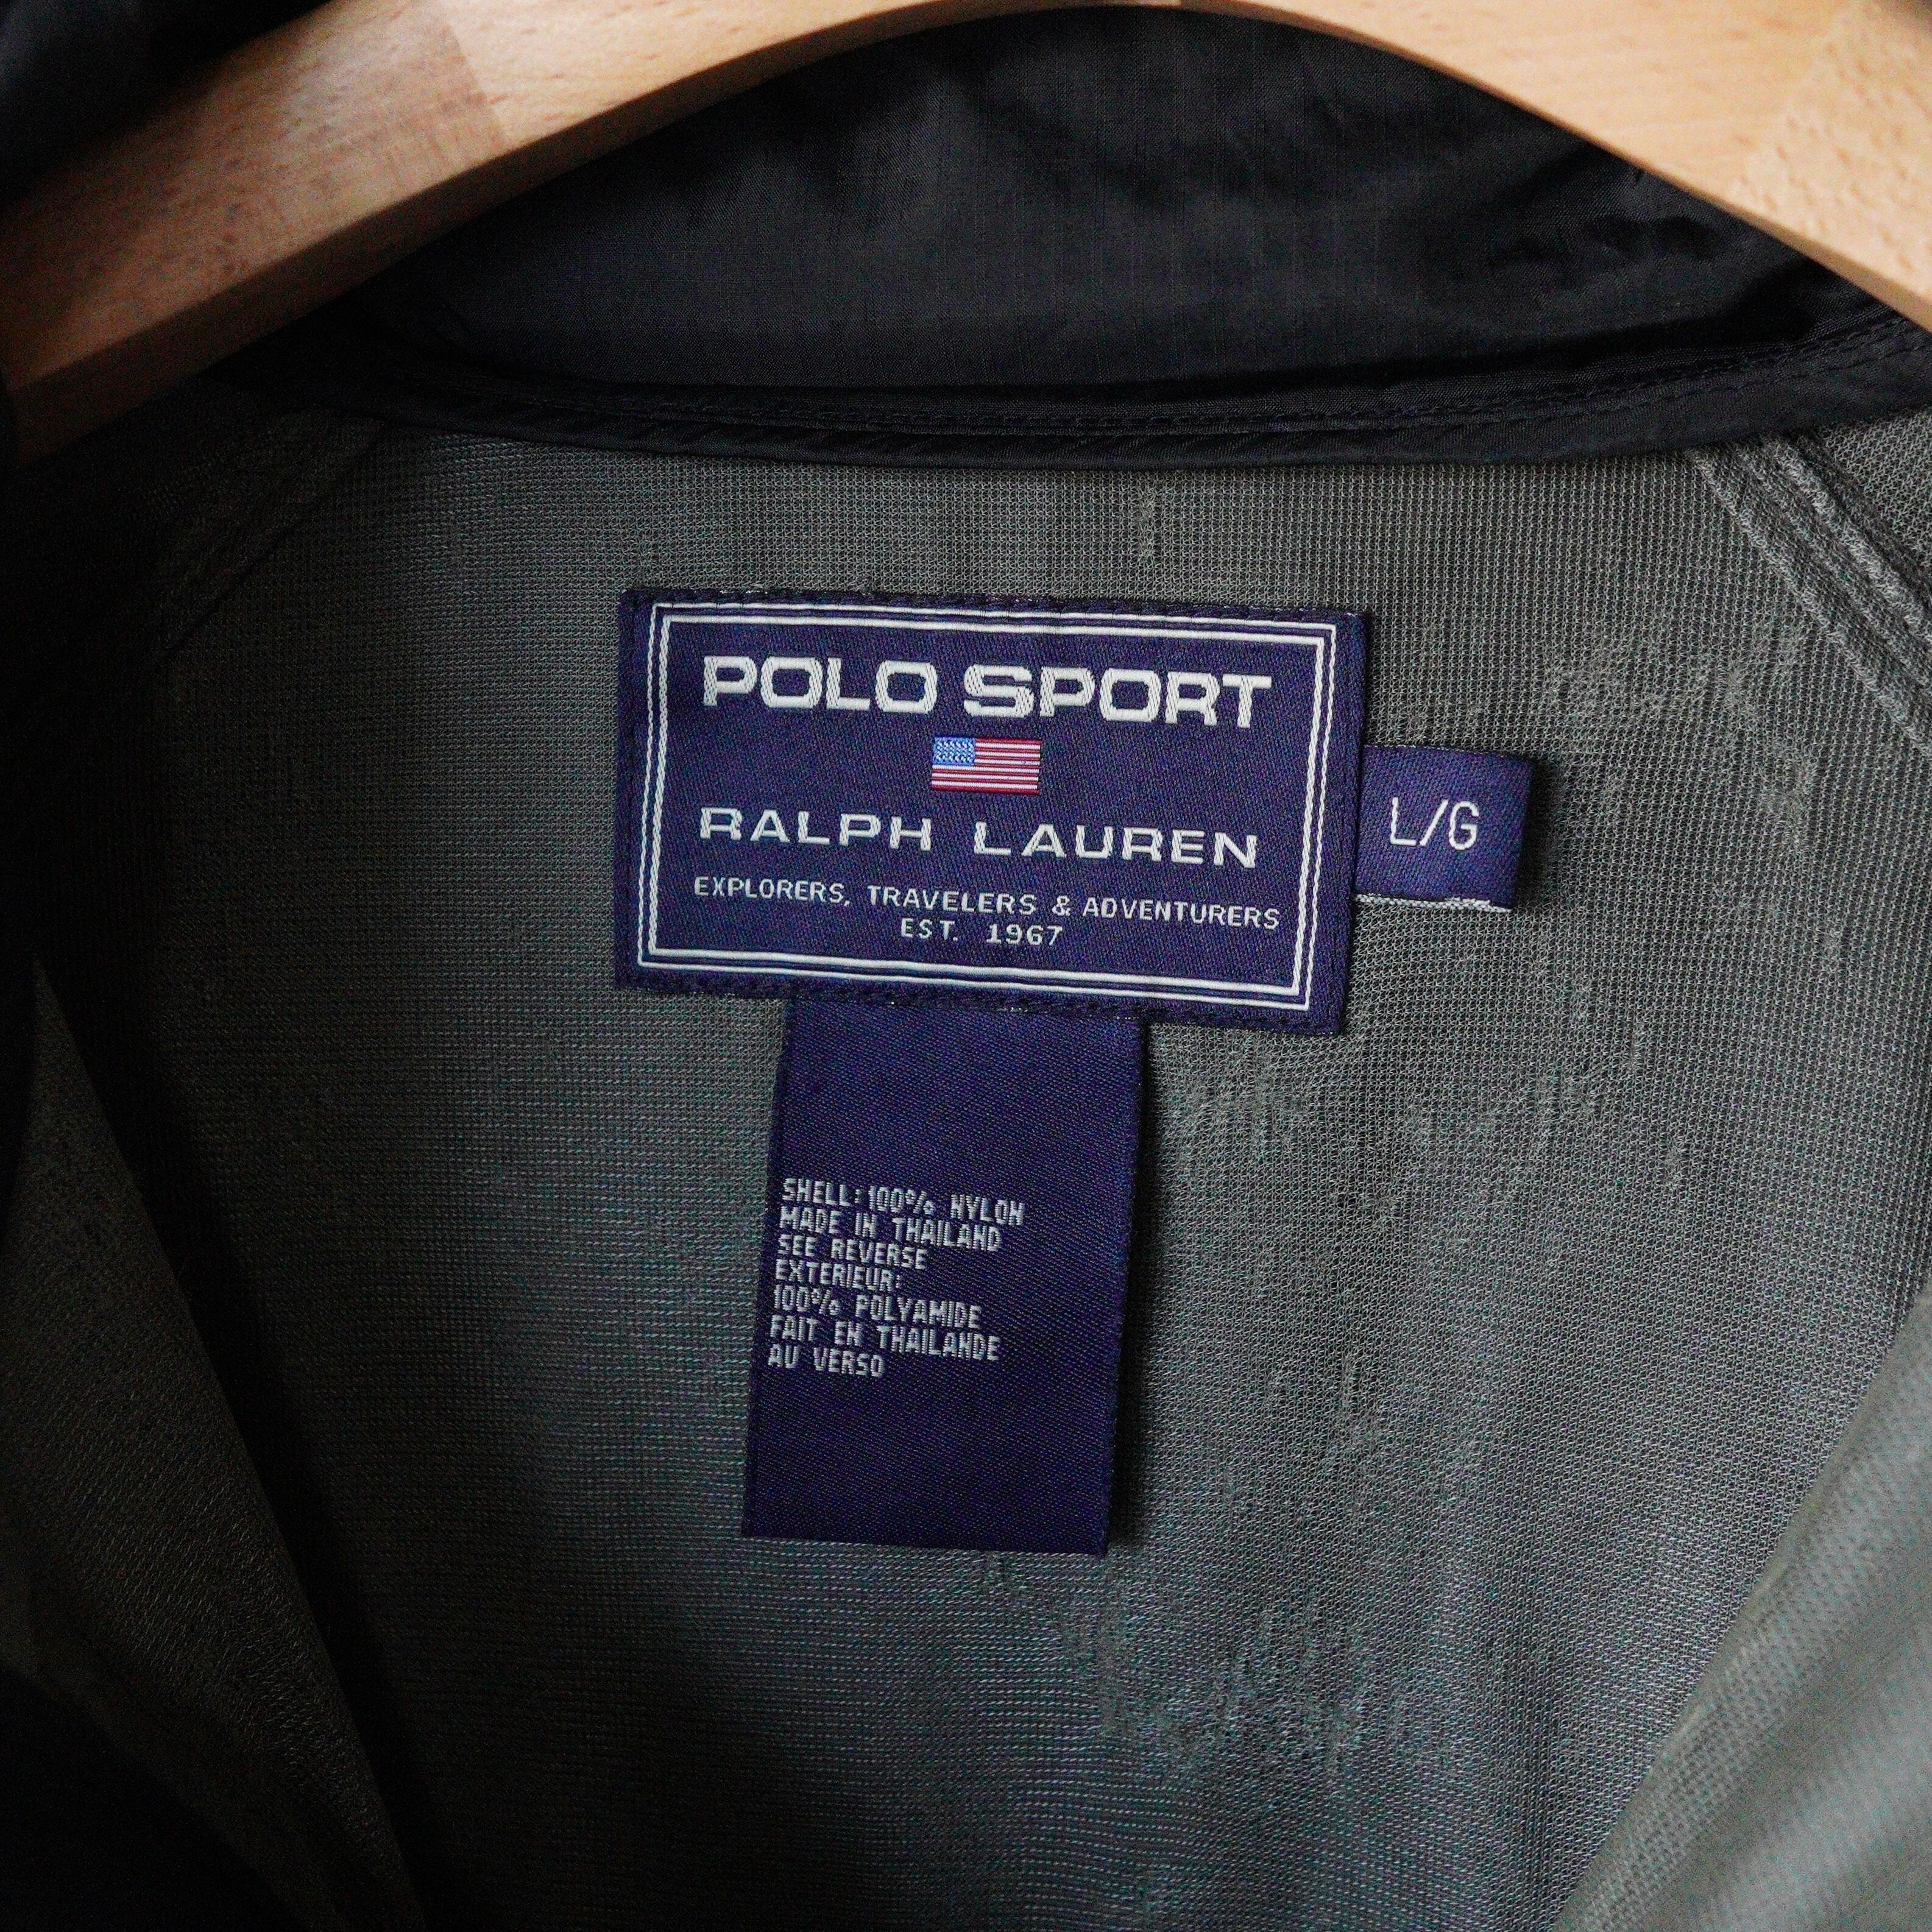 POLO SPORT
RALPH LAUREN
EXPLORERS, TRAVELERS & ADVENTURERS
EST. 1967
L/G
SHELL: 100% NYLON
MADE IN THAILAND
SEE REVERSE
EXTERIEUR:
100% POLYAMIDE
FAIT EN THAILANDE
AU VERSO